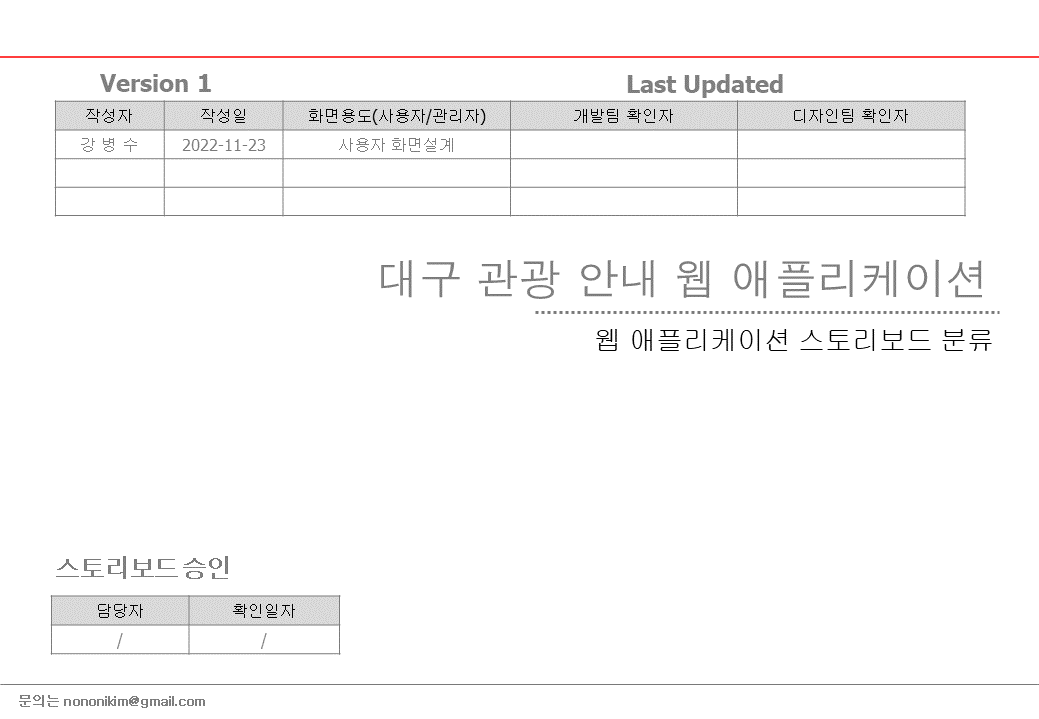 Version 1
Last Updated
작성자 작성일 화면용도(사용자/관리자) 개발팀 확인자 디자인팀 확인자
강 병 수 2022-11-23 사용자 화면설계
대구 관광 안내 웹 애플리케이션
웹 애플리케이션 스토리보드 분류
스토리보드 승인
담당자 확인일자
/ /
문의는 nononikim@gmail.com